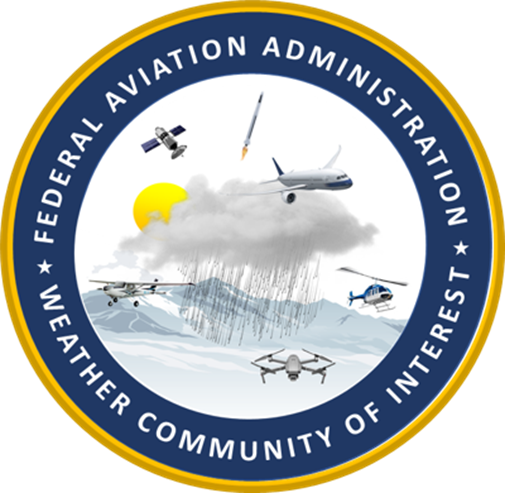 FEDERAL AVIATION ADMINISTRATION
WEATHER COMMUNITY OF INTEREST